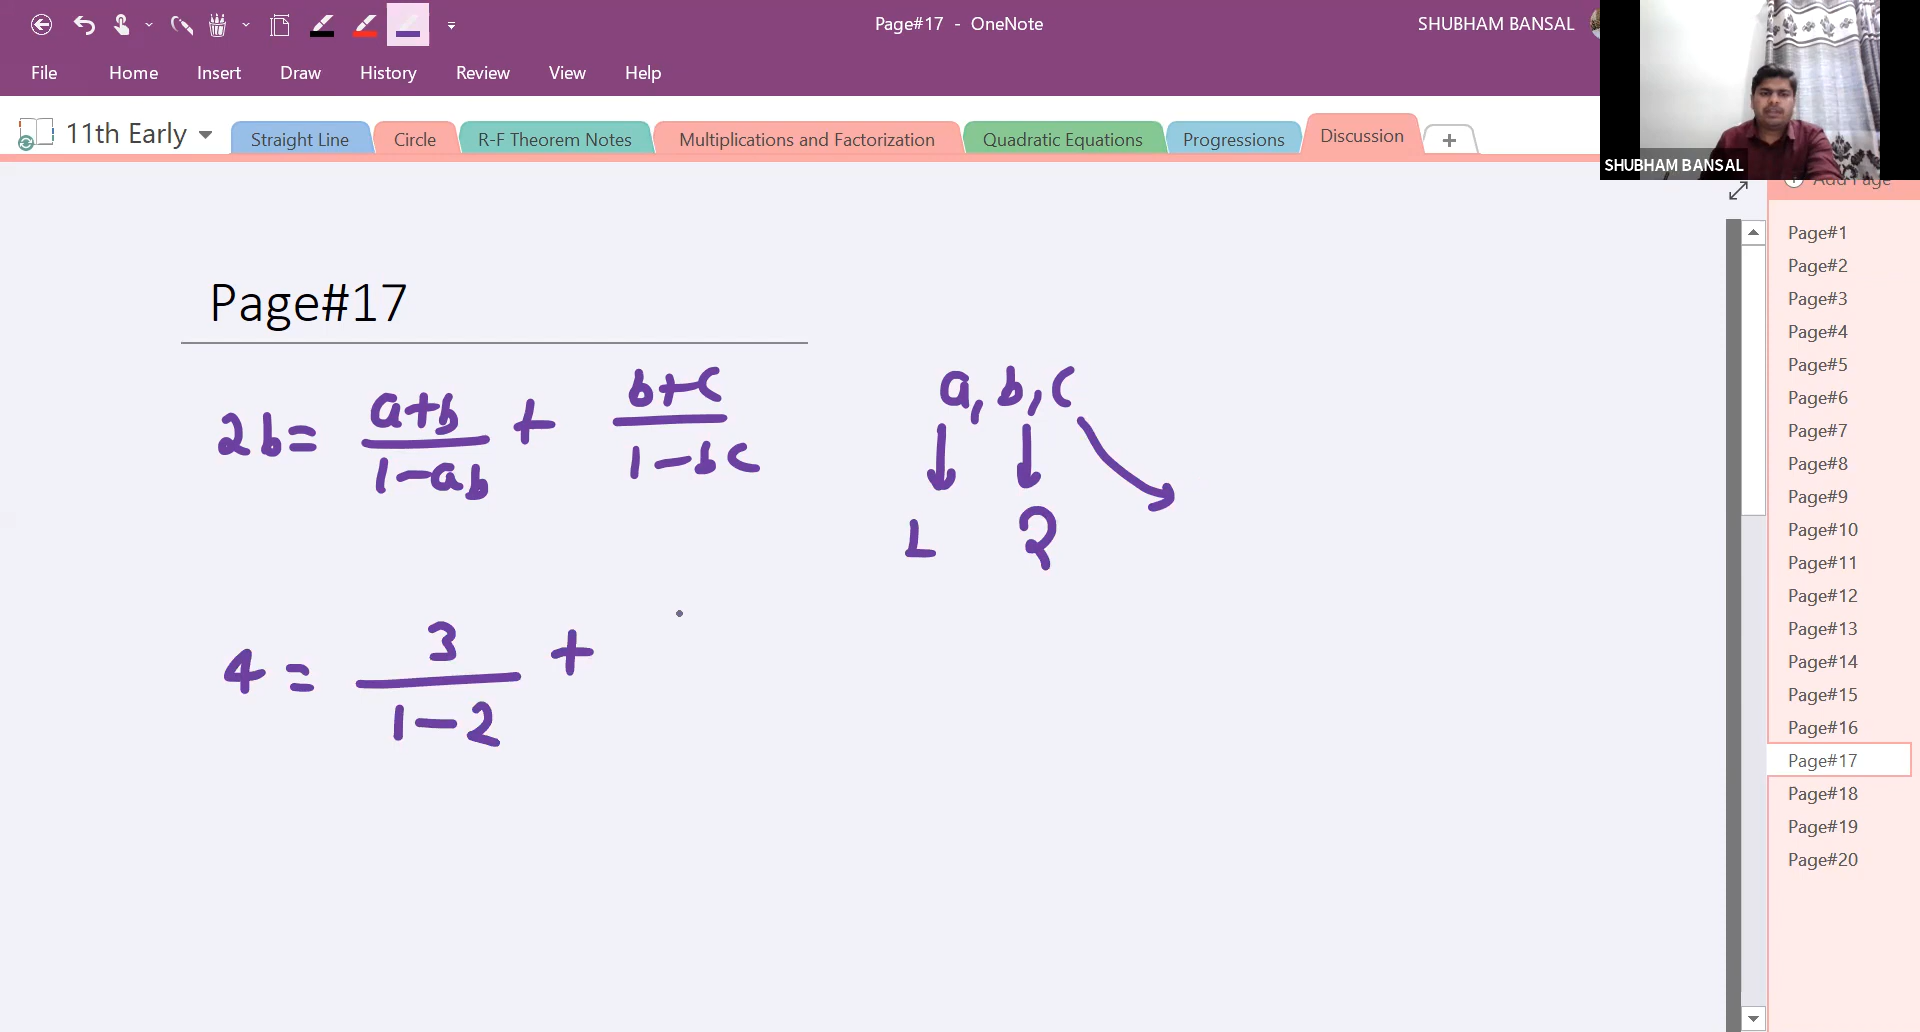 Page#17 - OneNote
SHUBHAM BANSAL
File Home Insert Draw History Review View Help
11th Early
Straight Line Circle R-F Theorem Notes Multiplications and Factorization Quadratic Equations Progressions Discussion +
SHUBHAM BANSAL
Add Page
Page#17
2b = (a+b)/(1-ab) + (b+c)/(1-bc)
a, b, c
1 2
4 = 3/(1-2) +
Page#1
Page#2
Page#3
Page#4
Page#5
Page#6
Page#7
Page#8
Page#9
Page#10
Page#11
Page#12
Page#13
Page#14
Page#15
Page#16
Page#17
Page#18
Page#19
Page#20